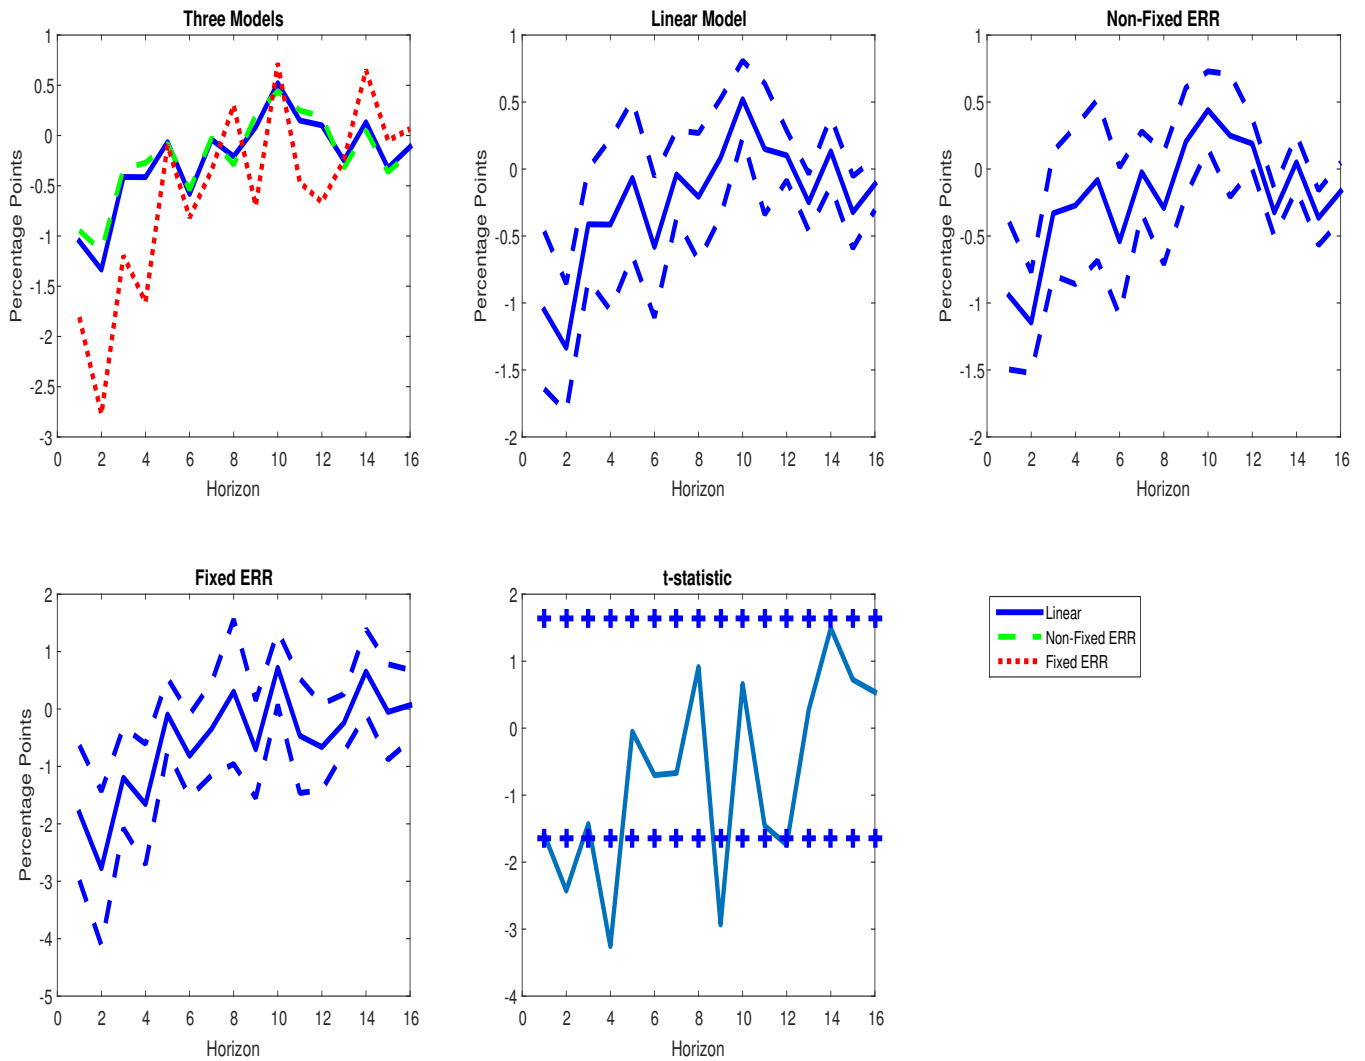 Three Models
1
0.5
0
-0.5
-1
-1.5
-2
-2.5
-3
Percentage Points
0 2 4 6 8 10 12 14 16
Horizon
Linear Model
1
0.5
0
-0.5
-1
-1.5
-2
Percentage Points
0 2 4 6 8 10 12 14 16
Horizon
Non-Fixed ERR
1
0.5
0
-0.5
-1
-1.5
-2
Percentage Points
0 2 4 6 8 10 12 14 16
Horizon
Fixed ERR
2
1
0
-1
-2
-3
-4
-5
Percentage Points
0 2 4 6 8 10 12 14 16
Horizon
t-statistic
2
1
0
-1
-2
-3
-4
0 2 4 6 8 10 12 14 16
Horizon
Linear
Non-Fixed ERR
Fixed ERR